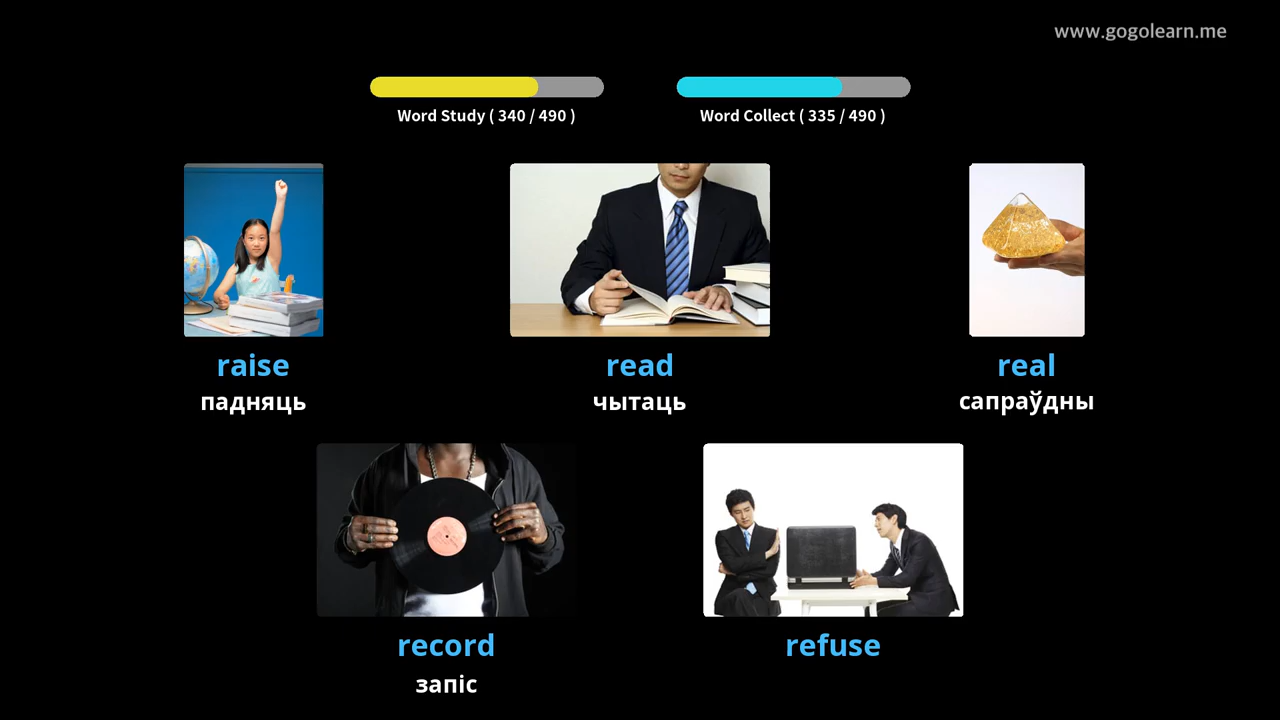 www.gogolearn.me
Word Study ( 340 / 490 )
Word Collect ( 335 / 490 )
raise
падняць
read
чытаць
real
сапраўдны
record
запіс
refuse